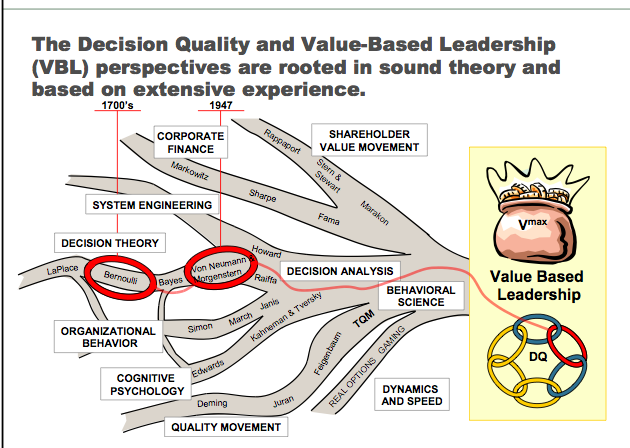 The Decision Quality and Value-Based Leadership
(VBL) perspectives are rooted in sound theory and
based on extensive experience.
1700's
1947
CORPORATE
FINANCE
Rappaport
SHAREHOLDER
VALUE MOVEMENT
Markowitz
Stern &
Stewart
Sharpe
Fama
Marakon
SYSTEM ENGINEERING
DECISION THEORY
LaPlace
Bernoulli
Bayes
Von Neumann &
Morgenstern
Howard
Raiffa
DECISION ANALYSIS
BEHAVIORAL
SCIENCE
ORGANIZATIONAL
BEHAVIOR
Simon
March
Janis
Kahneman & Tversky
Edwards
COGNITIVE
PSYCHOLOGY
TQM
Feigenbaum
REAL OPTIONS
GAMING
Deming
Juran
QUALITY MOVEMENT
DYNAMICS
AND SPEED
Vmax
Value Based
Leadership
DQ